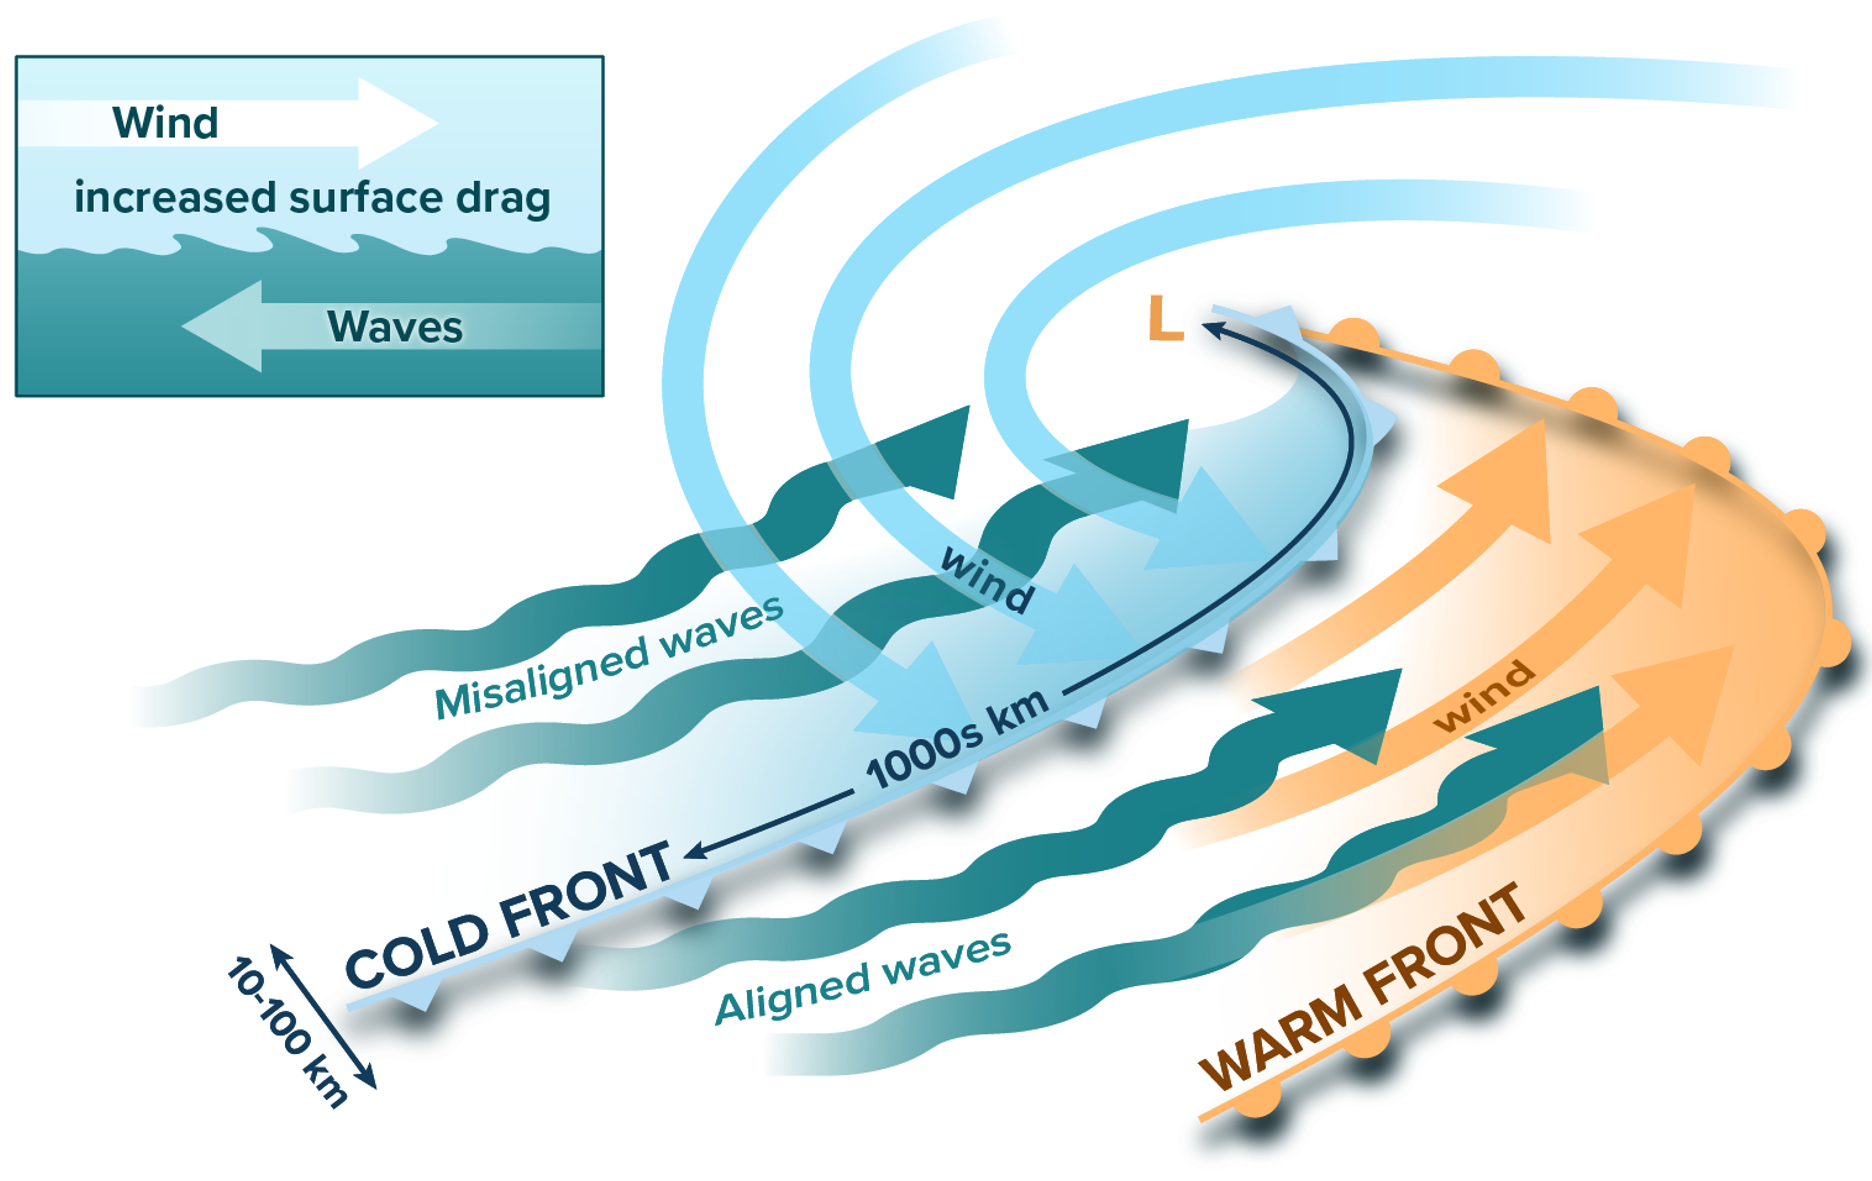 Wind
increased surface drag
Waves
L
wind
Misaligned waves
1000s km
COLD FRONT
10-100 km
wind
Aligned waves
WARM FRONT